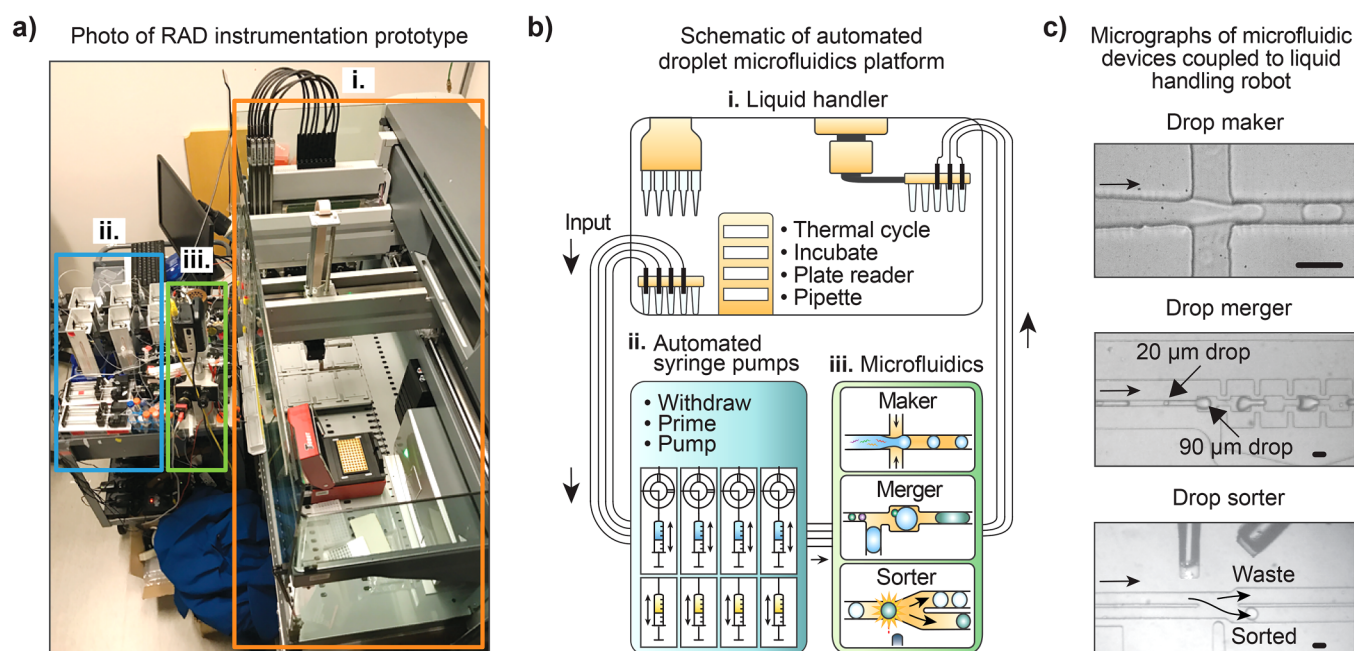 a)
Photo of RAD instrumentation prototype
i.
ii.
iii.
b)
Schematic of automated
droplet microfluidics platform
i. Liquid handler
Input
• Thermal cycle
• Incubate
• Plate reader
• Pipette
ii. Automated
syringe pumps
• Withdraw
• Prime
• Pump
iii. Microfluidics
Maker
Merger
Sorter
c)
Micrographs of microfluidic
devices coupled to liquid
handling robot
Drop maker
Drop merger
20 µm drop
90 µm drop
Drop sorter
Waste
Sorted